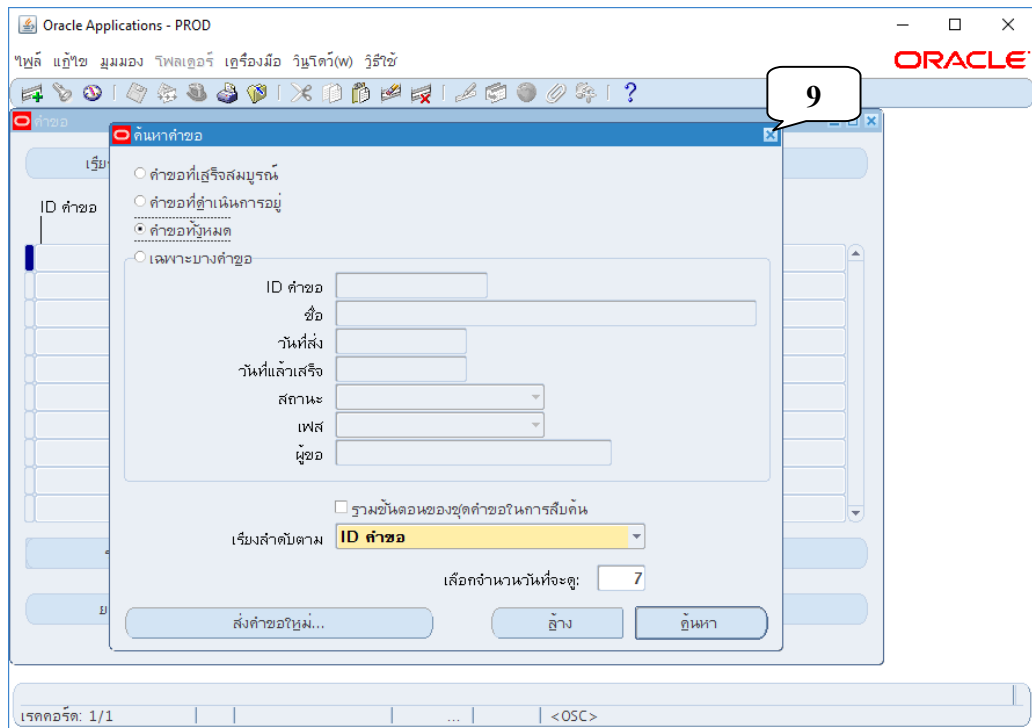 Oracle Applications - PROD
ไฟล์ แก้ไข มุมมอง โฟลเดอร์ เครื่องมือ วินโดว์(W) วิธีใช้
ORACLE
9
คำขอ
ค้นหาคำขอ
คำขอที่เสร็จสมบูรณ์
คำขอที่ดำเนินการอยู่
ID คำขอ
คำขอทั้งหมด
เฉพาะบางคำขอ
ID คำขอ
ชื่อ
วันที่ส่ง
วันที่แล้วเสร็จ
สถานะ
เฟส
ผู้ขอ
รวมขั้นตอนของชุดคำขอในการสืบค้น
เรียงลำดับตาม ID คำขอ
เลือกจำนวนวันที่จะดู: 7
ส่งคำขอใหม่... ล้าง ค้นหา
เรคคอร์ด: 1/1 ... <OSC>